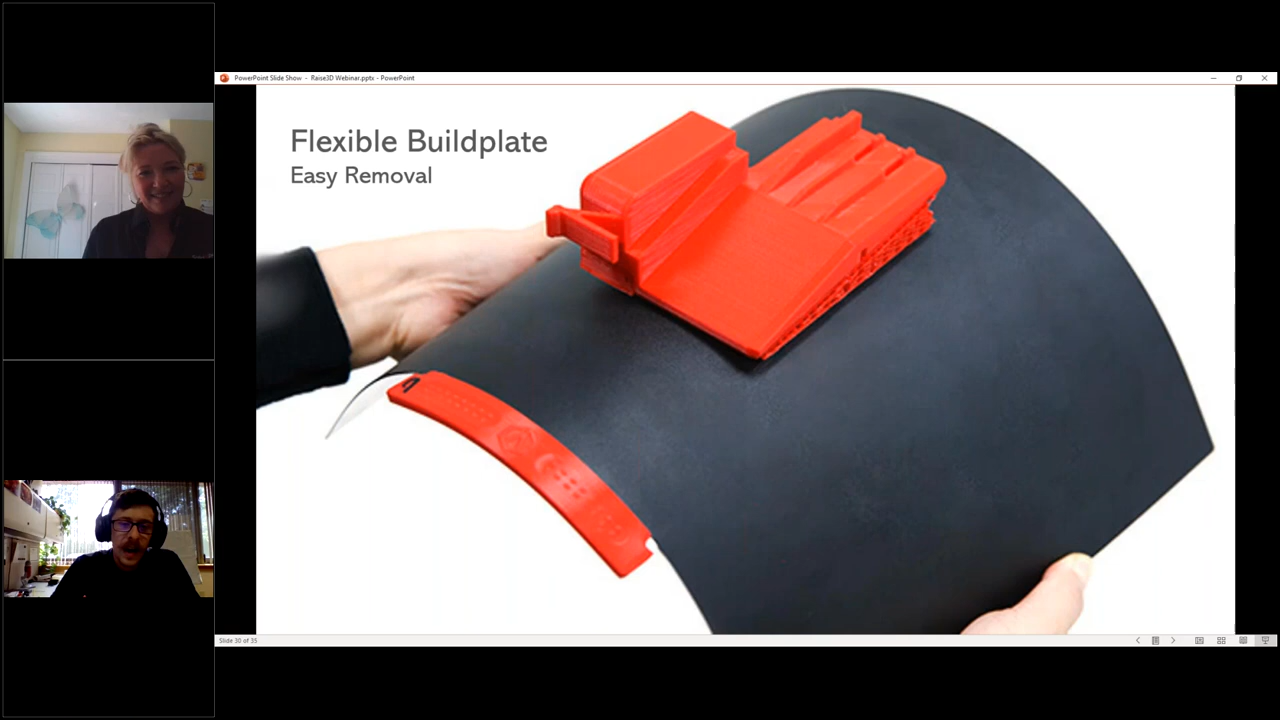 PowerPoint Slide Show - Raise3D Webinar.pptx - PowerPoint
Flexible Buildplate
Easy Removal
Slide 30 of 35